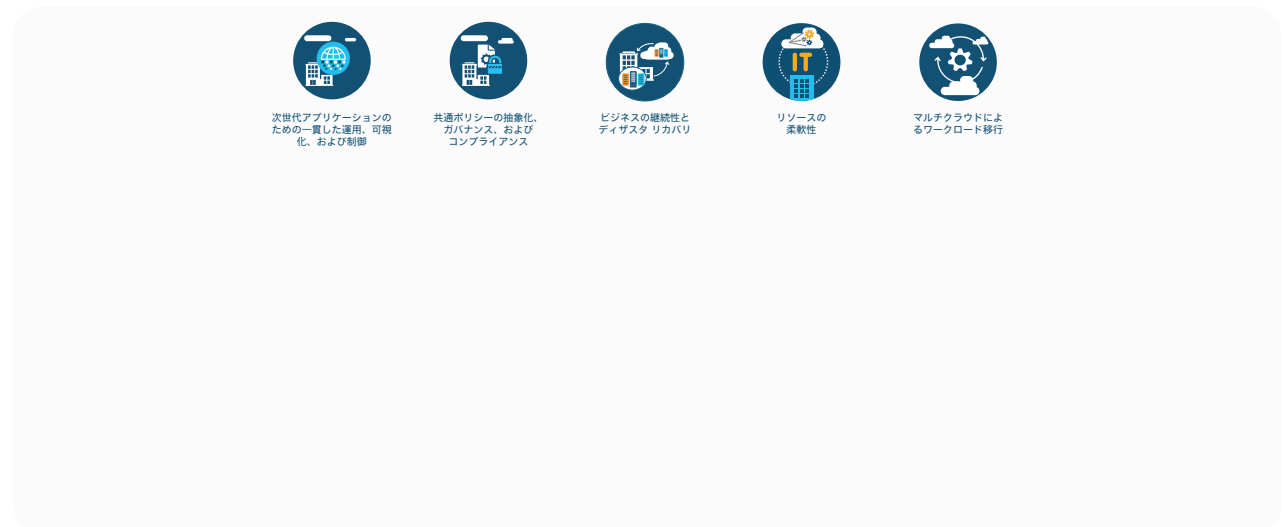 IT
次世代アプリケーションの
ための一貫した運用、可視
化、および制御
共通ポリシーの抽象化、
ガバナンス、および
コンプライアンス
ビジネスの継続性と
ディザスタ リカバリ
リソースの
柔軟性
マルチクラウドによ
るワークロード移行